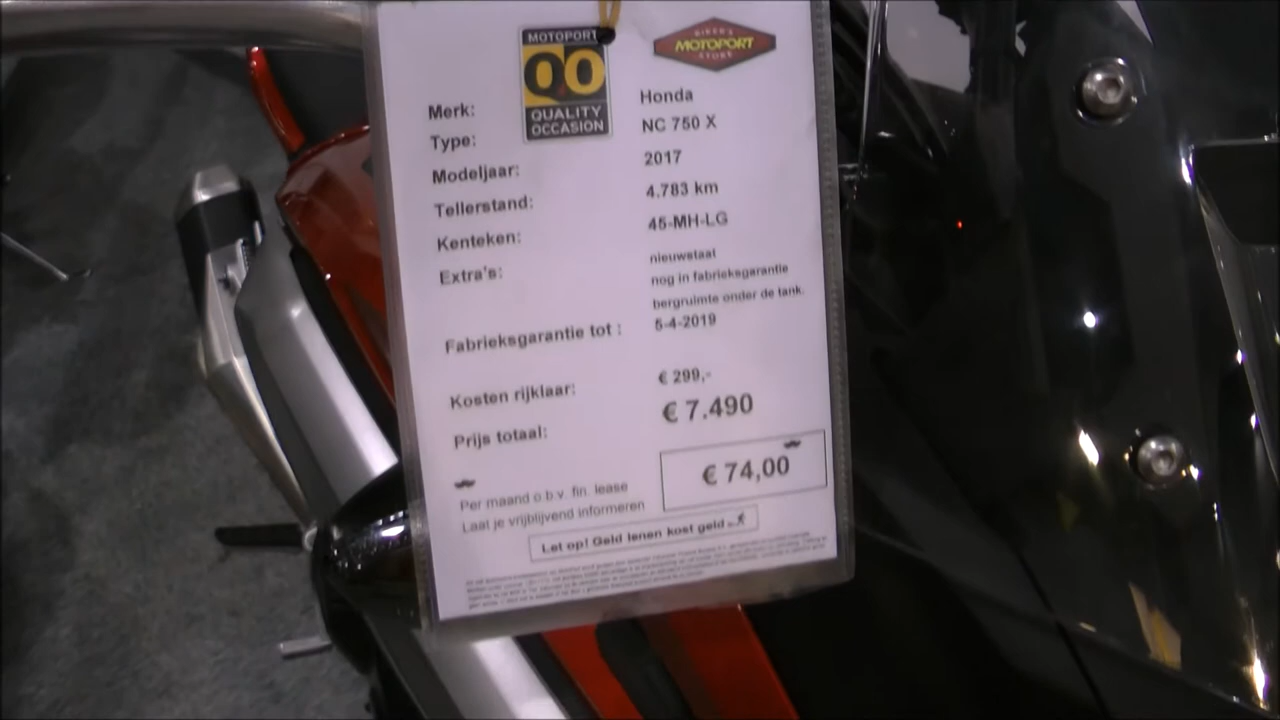 MOTOPORT
QO
QUALITY
OCCASION
BIKER'S
MOTOPORT
STORE
Merk: Honda
Type: NC 750 X
Modeljaar: 2017
Tellerstand: 4.783 km
Kenteken: 45-MH-LG
Extra's: nieuwstaat
nog in fabrieksgarantie
bergruimte onder de tank.
Fabrieksgarantie tot : 5-4-2019
Kosten rijklaar: € 299,-
Prijs totaal: € 7.490
Per maand o.b.v. fin. lease € 74,00
Laat je vrijblijvend informeren
Let op! Geld lenen kost geld